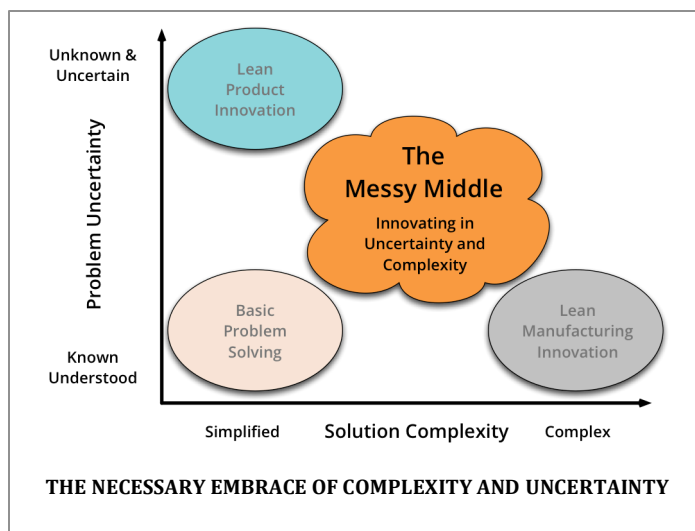 Unknown &
Uncertain
Problem Uncertainty
Known
Understood
Lean
Product
Innovation
The
Messy Middle
Innovating in
Uncertainty and
Complexity
Basic
Problem
Solving
Lean
Manufacturing
Innovation
Simplified
Solution Complexity
Complex
THE NECESSARY EMBRACE OF COMPLEXITY AND UNCERTAINTY